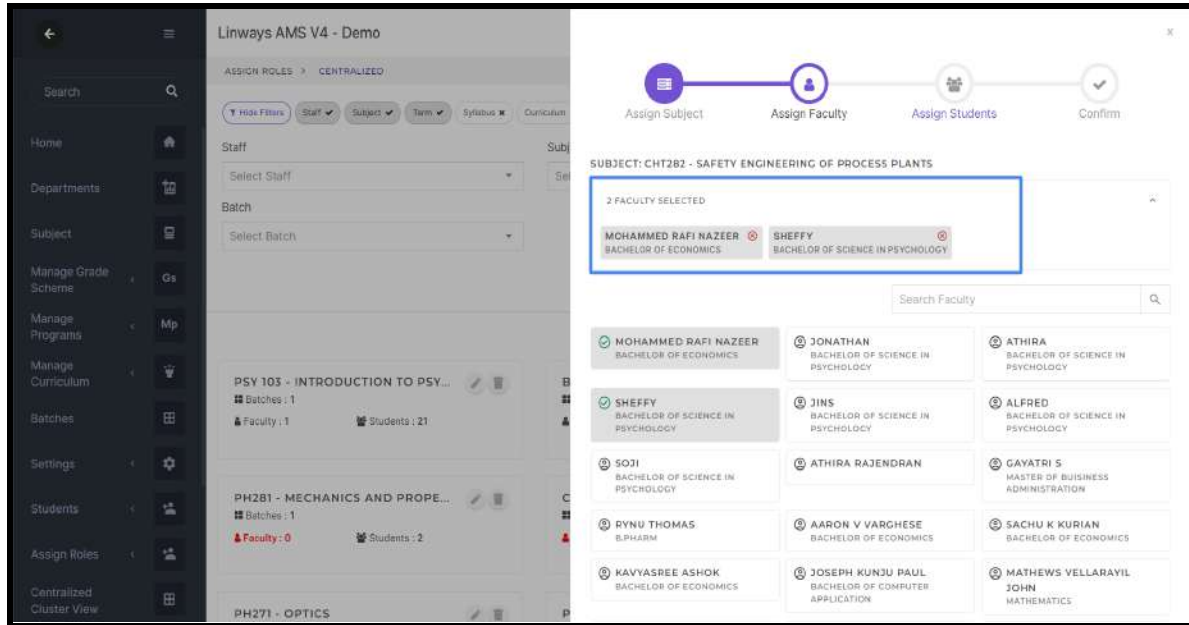 Linways AMS V4 - Demo
ASSIGN ROLES > CENTRALIZED
Search
Home
Departments
Subject
Manage Grade
Scheme
Gs
Manage
Programs
Mp
Manage
Curriculum
Batches
Settings
Students
Assign Roles
Centralized
Cluster View
Hide Filters
Staff
Subject
Term
Syllabus
Curriculum
Staff
Select Staff
Batch
Select Batch
PSY 103 - INTRODUCTION TO PSY...
Batches : 1
Faculty : 1 Students : 21
PH281 - MECHANICS AND PROPE...
Batches : 1
Faculty : 0 Students : 2
PH271 - OPTICS
x
Assign Subject Assign Faculty Assign Students Confirm
SUBJECT: CHT282 - SAFETY ENGINEERING OF PROCESS PLANTS
2 FACULTY SELECTED
MOHAMMED RAFI NAZEER
BACHELOR OF ECONOMICS
SHEFFY
BACHELOR OF SCIENCE IN PSYCHOLOGY
Search Faculty
MOHAMMED RAFI NAZEER
BACHELOR OF ECONOMICS
JONATHAN
BACHELOR OF SCIENCE IN
PSYCHOLOGY
ATHIRA
BACHELOR OF SCIENCE IN
PSYCHOLOGY
SHEFFY
BACHELOR OF SCIENCE IN
PSYCHOLOGY
JINS
BACHELOR OF SCIENCE IN
PSYCHOLOGY
ALFRED
BACHELOR OF SCIENCE IN
PSYCHOLOGY
SOJI
BACHELOR OF SCIENCE IN
PSYCHOLOGY
ATHIRA RAJENDRAN
GAYATRI S
MASTER OF BUISINESS
ADMINISTRATION
RYNU THOMAS
B.PHARM
AARON V VARGHESE
BACHELOR OF ECONOMICS
SACHU K KURIAN
BACHELOR OF ECONOMICS
KAVYASREE ASHOK
BACHELOR OF ECONOMICS
JOSEPH KUNJU PAUL
BACHELOR OF COMPUTER
APPLICATION
MATHEWS VELLARAYIL
JOHN
MATHEMATICS